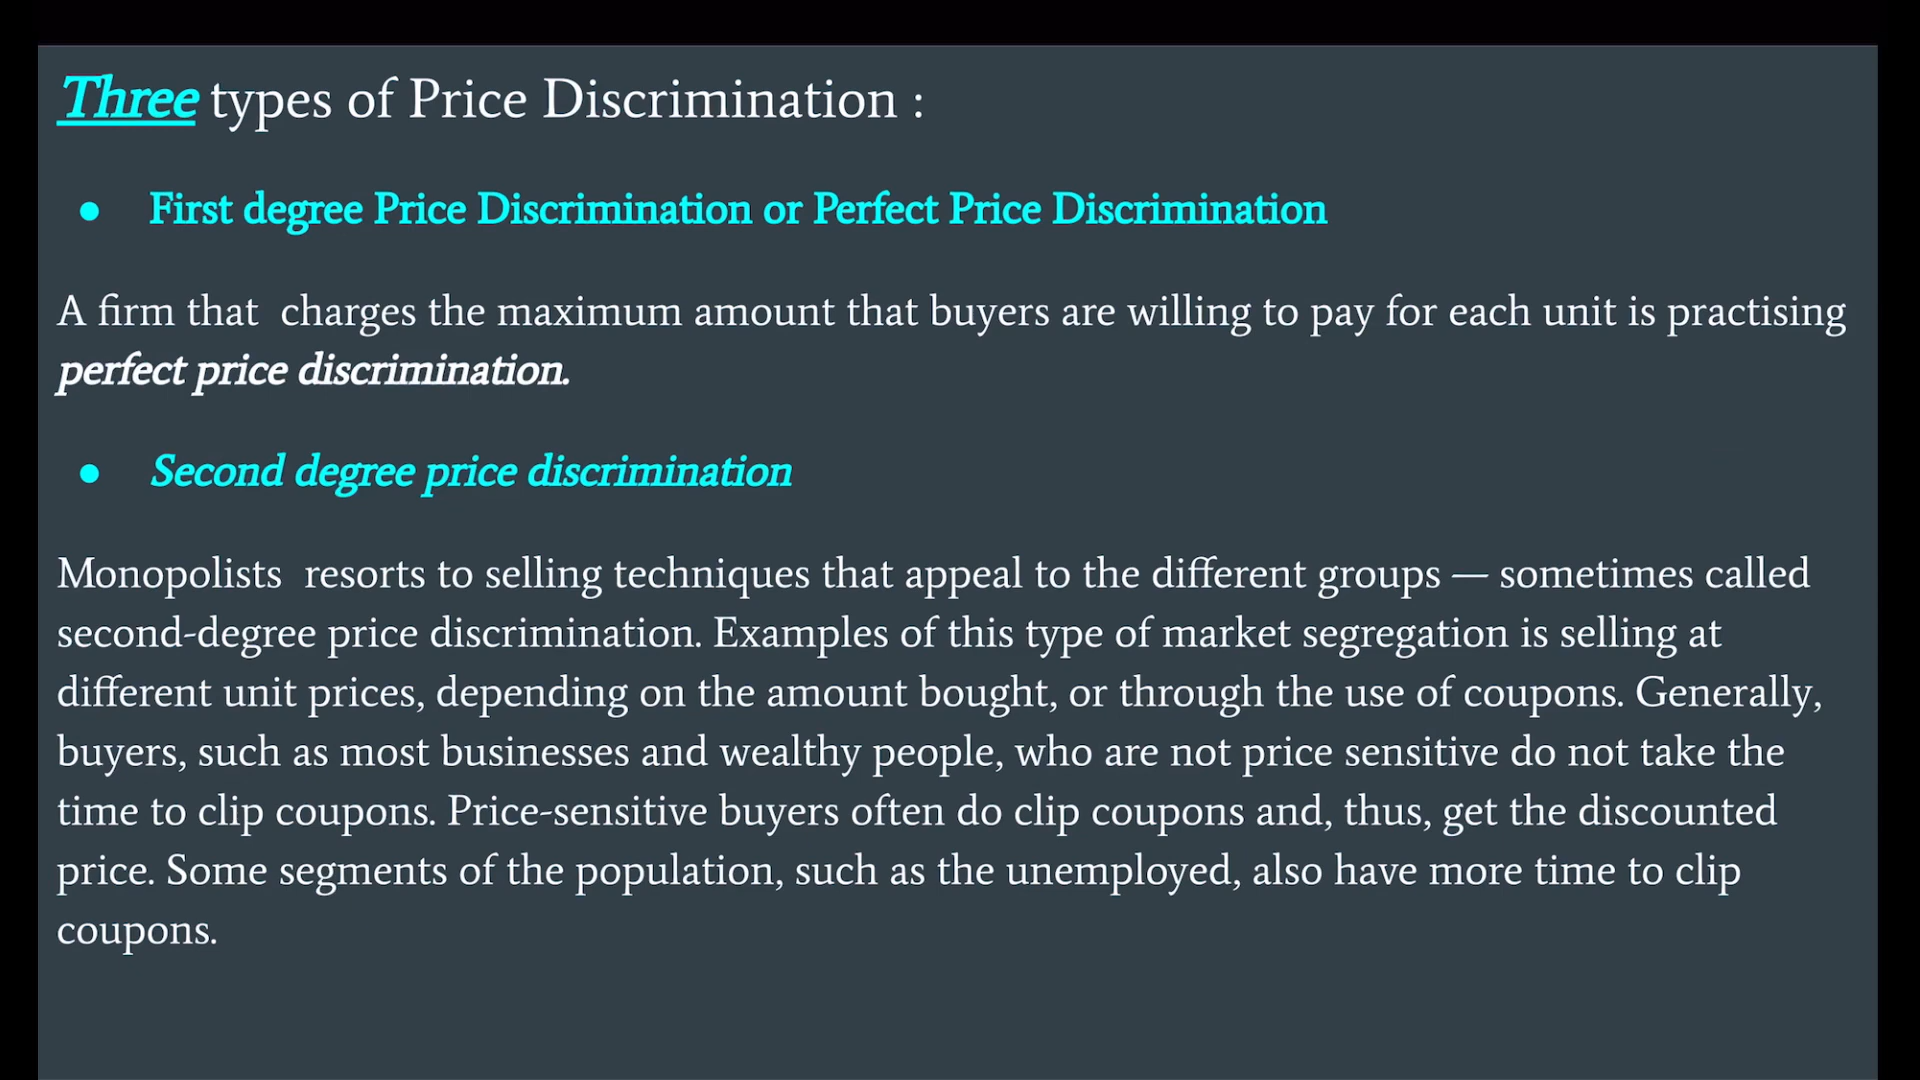 Three types of Price Discrimination :
● First degree Price Discrimination or Perfect Price Discrimination
A firm that  charges the maximum amount that buyers are willing to pay for each unit is practising
perfect price discrimination.
● Second degree price discrimination
Monopolists  resorts to selling techniques that appeal to the different groups — sometimes called
second-degree price discrimination. Examples of this type of market segregation is selling at
different unit prices, depending on the amount bought, or through the use of coupons. Generally,
buyers, such as most businesses and wealthy people, who are not price sensitive do not take the
time to clip coupons. Price-sensitive buyers often do clip coupons and, thus, get the discounted
price. Some segments of the population, such as the unemployed, also have more time to clip
coupons.